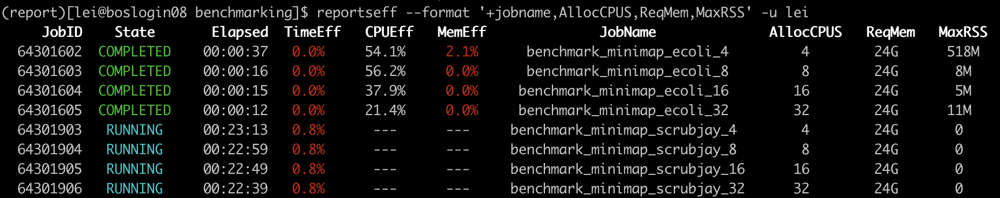 (report)[lei@boslogin08 benchmarking]$ reportseff --format '+jobname,AllocCPUS,ReqMem,MaxRSS' -u lei
JobID State Elapsed TimeEff CPUEff MemEff JobName AllocCPUS ReqMem MaxRSS
64301602 COMPLETED 00:00:37 0.0% 54.1% 2.1% benchmark_minimap_ecoli_4 4 24G 518M
64301603 COMPLETED 00:00:16 0.0% 56.2% 0.0% benchmark_minimap_ecoli_8 8 24G 8M
64301604 COMPLETED 00:00:15 0.0% 37.9% 0.0% benchmark_minimap_ecoli_16 16 24G 5M
64301605 COMPLETED 00:00:12 0.0% 21.4% 0.0% benchmark_minimap_ecoli_32 32 24G 11M
64301903 RUNNING 00:23:13 0.8% --- --- benchmark_minimap_scrubjay_4 4 24G 0
64301904 RUNNING 00:22:59 0.8% --- --- benchmark_minimap_scrubjay_8 8 24G 0
64301905 RUNNING 00:22:49 0.8% --- --- benchmark_minimap_scrubjay_16 16 24G 0
64301906 RUNNING 00:22:39 0.8% --- --- benchmark_minimap_scrubjay_32 32 24G 0